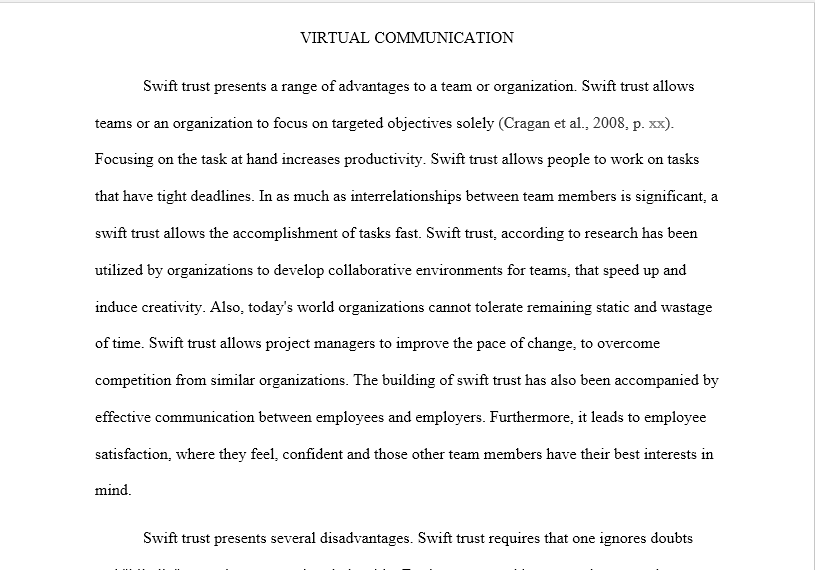 VIRTUAL COMMUNICATION
Swift trust presents a range of advantages to a team or organization. Swift trust allows
teams or an organization to focus on targeted objectives solely (Cragan et al., 2008, p. xx).
Focusing on the task at hand increases productivity. Swift trust allows people to work on tasks
that have tight deadlines. In as much as interrelationships between team members is significant, a
swift trust allows the accomplishment of tasks fast. Swift trust, according to research has been
utilized by organizations to develop collaborative environments for teams, that speed up and
induce creativity. Also, today's world organizations cannot tolerate remaining static and wastage
of time. Swift trust allows project managers to improve the pace of change, to overcome
competition from similar organizations. The building of swift trust has also been accompanied by
effective communication between employees and employers. Furthermore, it leads to employee
satisfaction, where they feel, confident and those other team members have their best interests in
mind.
Swift trust presents several disadvantages. Swift trust requires that one ignores doubts